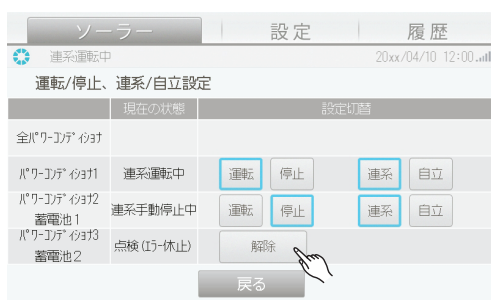 ソーラー 設定 履歴
連系運転中 20xx/04/10 12:00
運転/停止、連系/自立設定
現在の状態 設定切替
全ﾊﾟﾜｰｺﾝﾃﾞｨｼｮﾅ
ﾊﾟﾜｰｺﾝﾃﾞｨｼｮﾅ1 連系運転中 運転 停止 連系 自立
ﾊﾟﾜｰｺﾝﾃﾞｨｼｮﾅ2
蓄電池1 連系手動停止中 運転 停止 連系 自立
ﾊﾟﾜｰｺﾝﾃﾞｨｼｮﾅ3
蓄電池2 点検(ｴﾗｰ休止) 解除
戻る